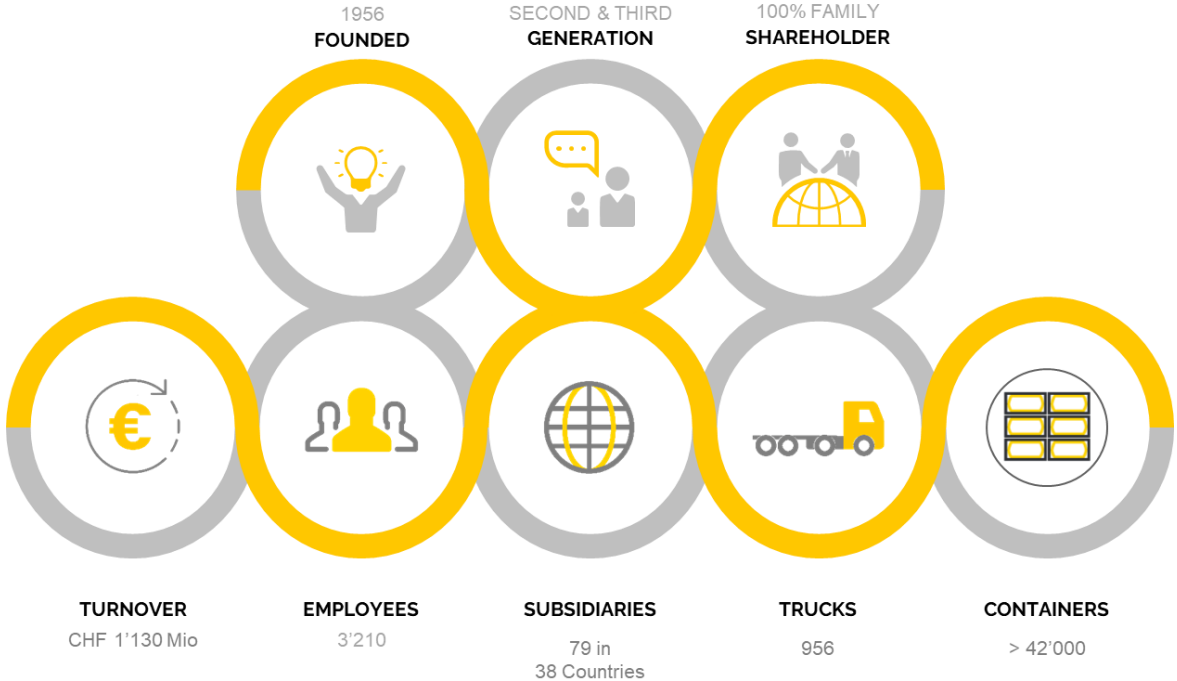 1956
FOUNDED
SECOND & THIRD
GENERATION
100% FAMILY
SHAREHOLDER
€
TURNOVER
CHF 1'130 Mio
EMPLOYEES
3'210
SUBSIDIARIES
79 in
38 Countries
TRUCKS
956
CONTAINERS
> 42'000